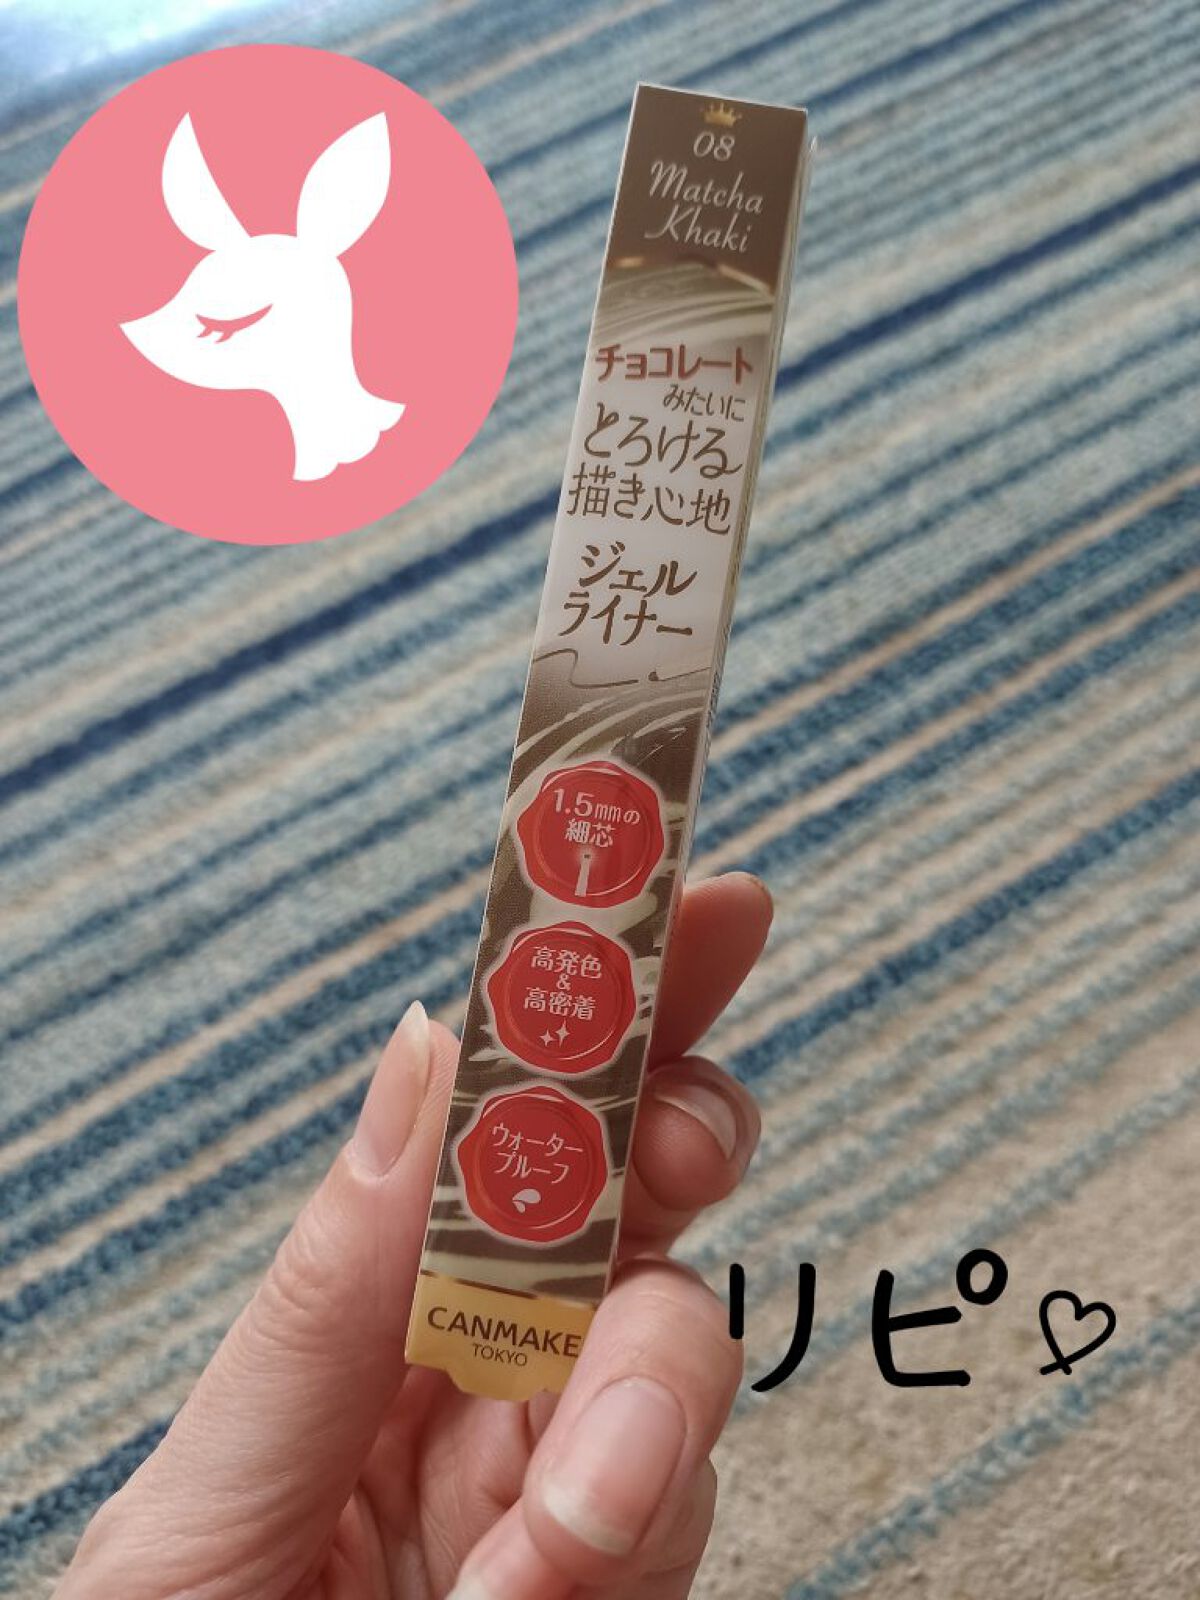 08
Matcha
Khaki
チョコレート
みたいに
とろける
描き心地
ジェル
ライナー
1.5mmの
細芯
高発色
&
高密着
ウォーター
プルーフ
CANMAKE
TOKYO
リピ♡